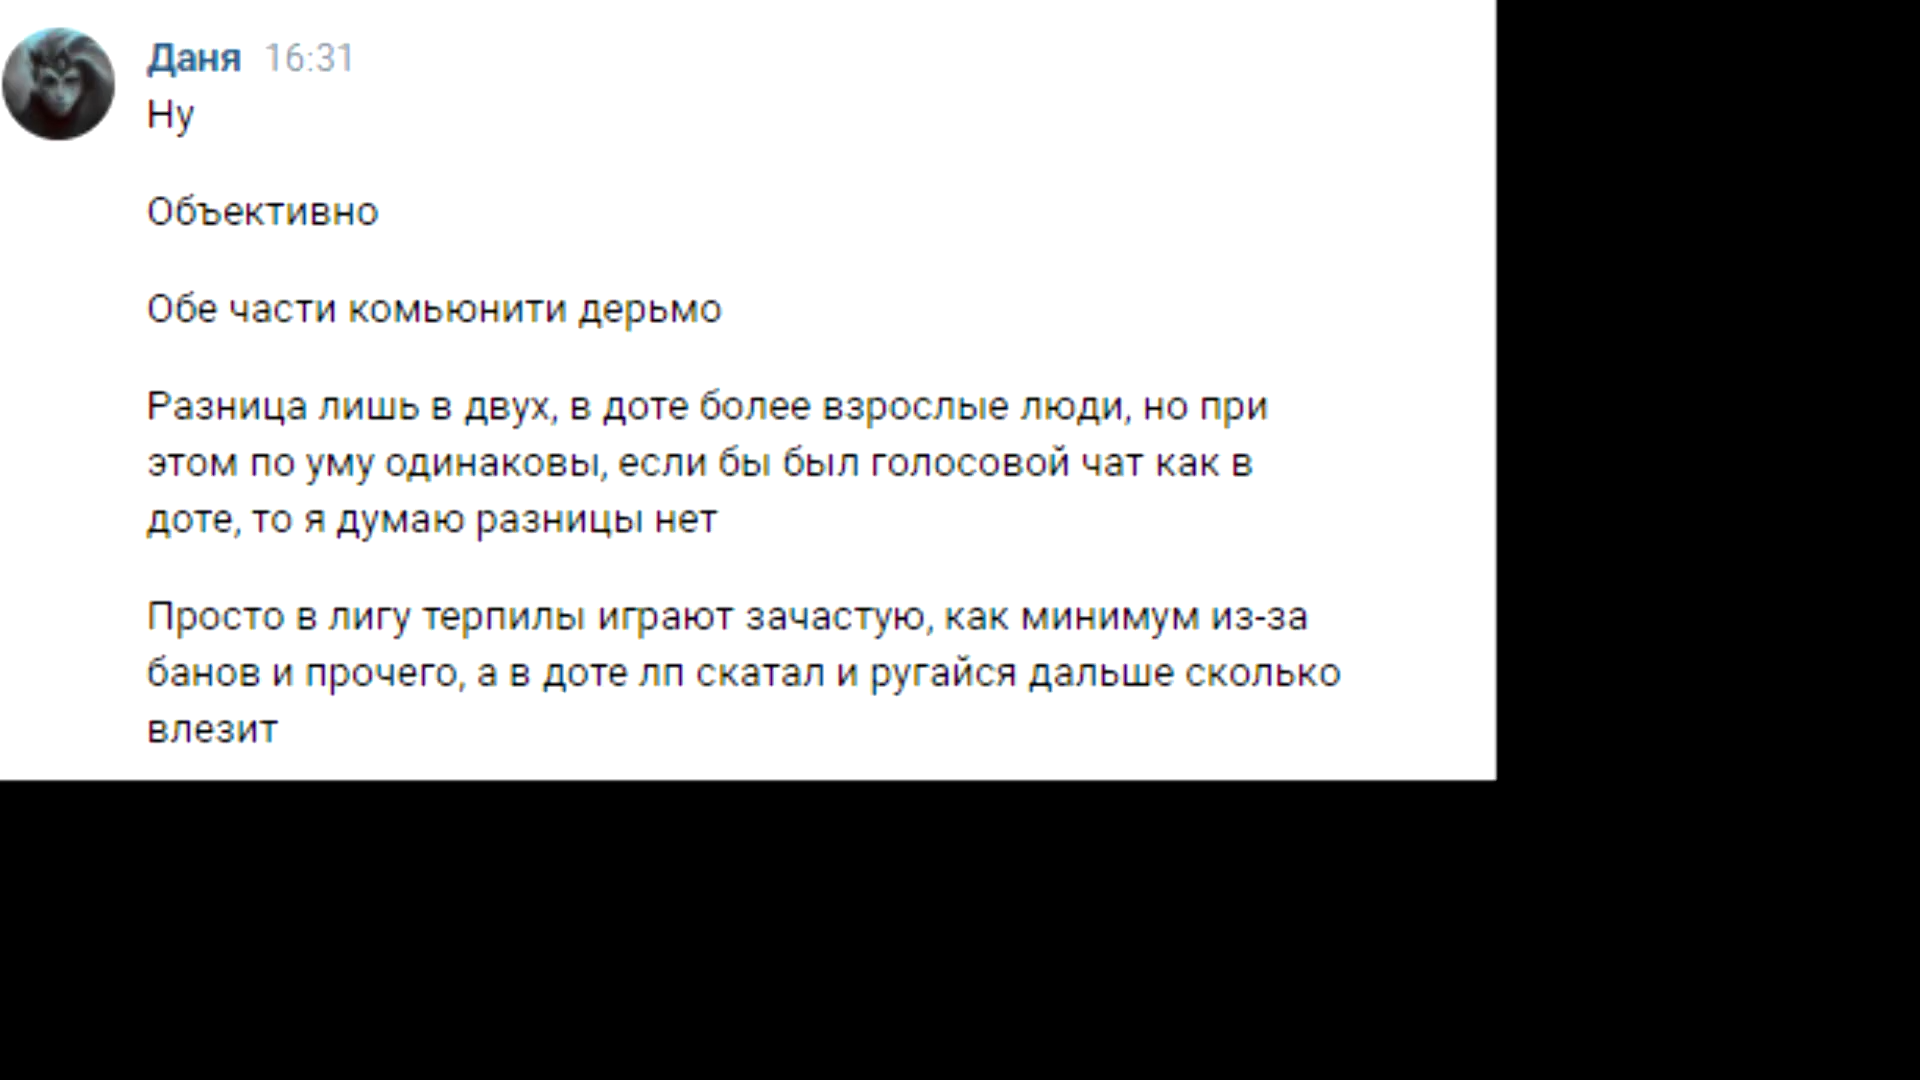 Даня 16:31
Ну
Объективно
Обе части комьюнити дерьмо
Разница лишь в двух, в доте более взрослые люди, но при
этом по уму одинаковы, если бы был голосовой чат как в
доте, то я думаю разницы нет
Просто в лигу терпилы играют зачастую, как минимум из-за
банов и прочего, а в доте лп скатал и ругайся дальше сколько
влезит